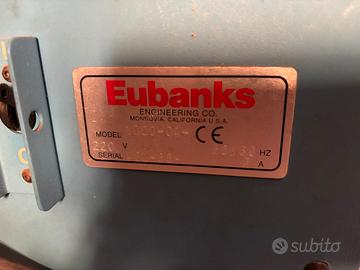 Eubanks
ENGINEERING CO.
MONROVIA, CALIFORNIA U.S.A.
MODEL CE
220 V HZ
SERIAL A
subito